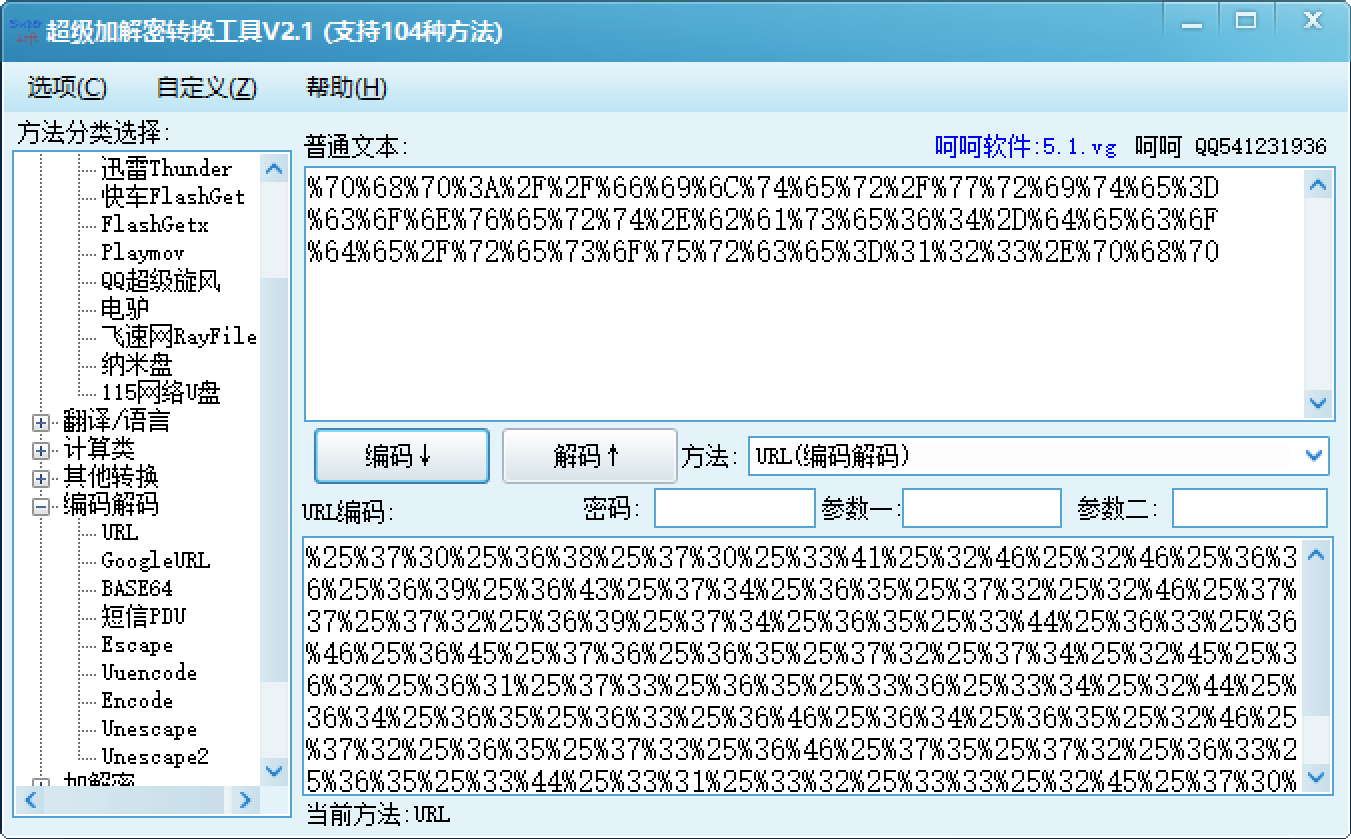 超级加解密转换工具V2.1 (支持104种方法)
选项(C) 自定义(Z) 帮助(H)
方法分类选择:
迅雷Thunder
快车FlashGet
FlashGetx
Playmov
QQ超级旋风
电驴
飞速网RayFile
纳米盘
115网络U盘
翻译/语言
计算类
其他转换
编码解码
URL
GoogleURL
BASE64
短信PDU
Escape
Uuencode
Encode
Unescape
Unescape2
加解密
普通文本: 呵呵软件:5.1.vg 呵呵 QQ541231936
%70%68%70%3A%2F%2F%66%69%6C%74%65%72%2F%77%72%69%74%65%3D
%63%6F%6E%76%65%72%74%2E%62%61%73%65%36%34%2D%64%65%63%6F
%64%65%2F%72%65%73%6F%75%72%63%65%3D%31%32%33%2E%70%68%70
编码↓ 解码↑ 方法: URL(编码解码)
URL编码: 密码: 参数一: 参数二:
%25%37%30%25%36%38%25%37%30%25%33%41%25%32%46%25%32%46%25%36%3
6%25%36%39%25%36%43%25%37%34%25%36%35%25%37%32%25%32%46%25%37%
37%25%37%32%25%36%39%25%37%34%25%36%35%25%33%44%25%36%33%25%36
%46%25%36%45%25%37%36%25%36%35%25%37%32%25%37%34%25%32%45%25%3
6%32%25%36%31%25%37%33%25%36%35%25%33%36%25%33%34%25%32%44%25%
36%34%25%36%35%25%36%33%25%36%46%25%36%34%25%36%35%25%32%46%25
%37%32%25%36%35%25%37%33%25%36%46%25%37%35%25%37%32%25%36%33%2
5%36%35%25%33%44%25%33%31%25%33%32%25%33%33%25%32%45%25%37%30%
当前方法:URL